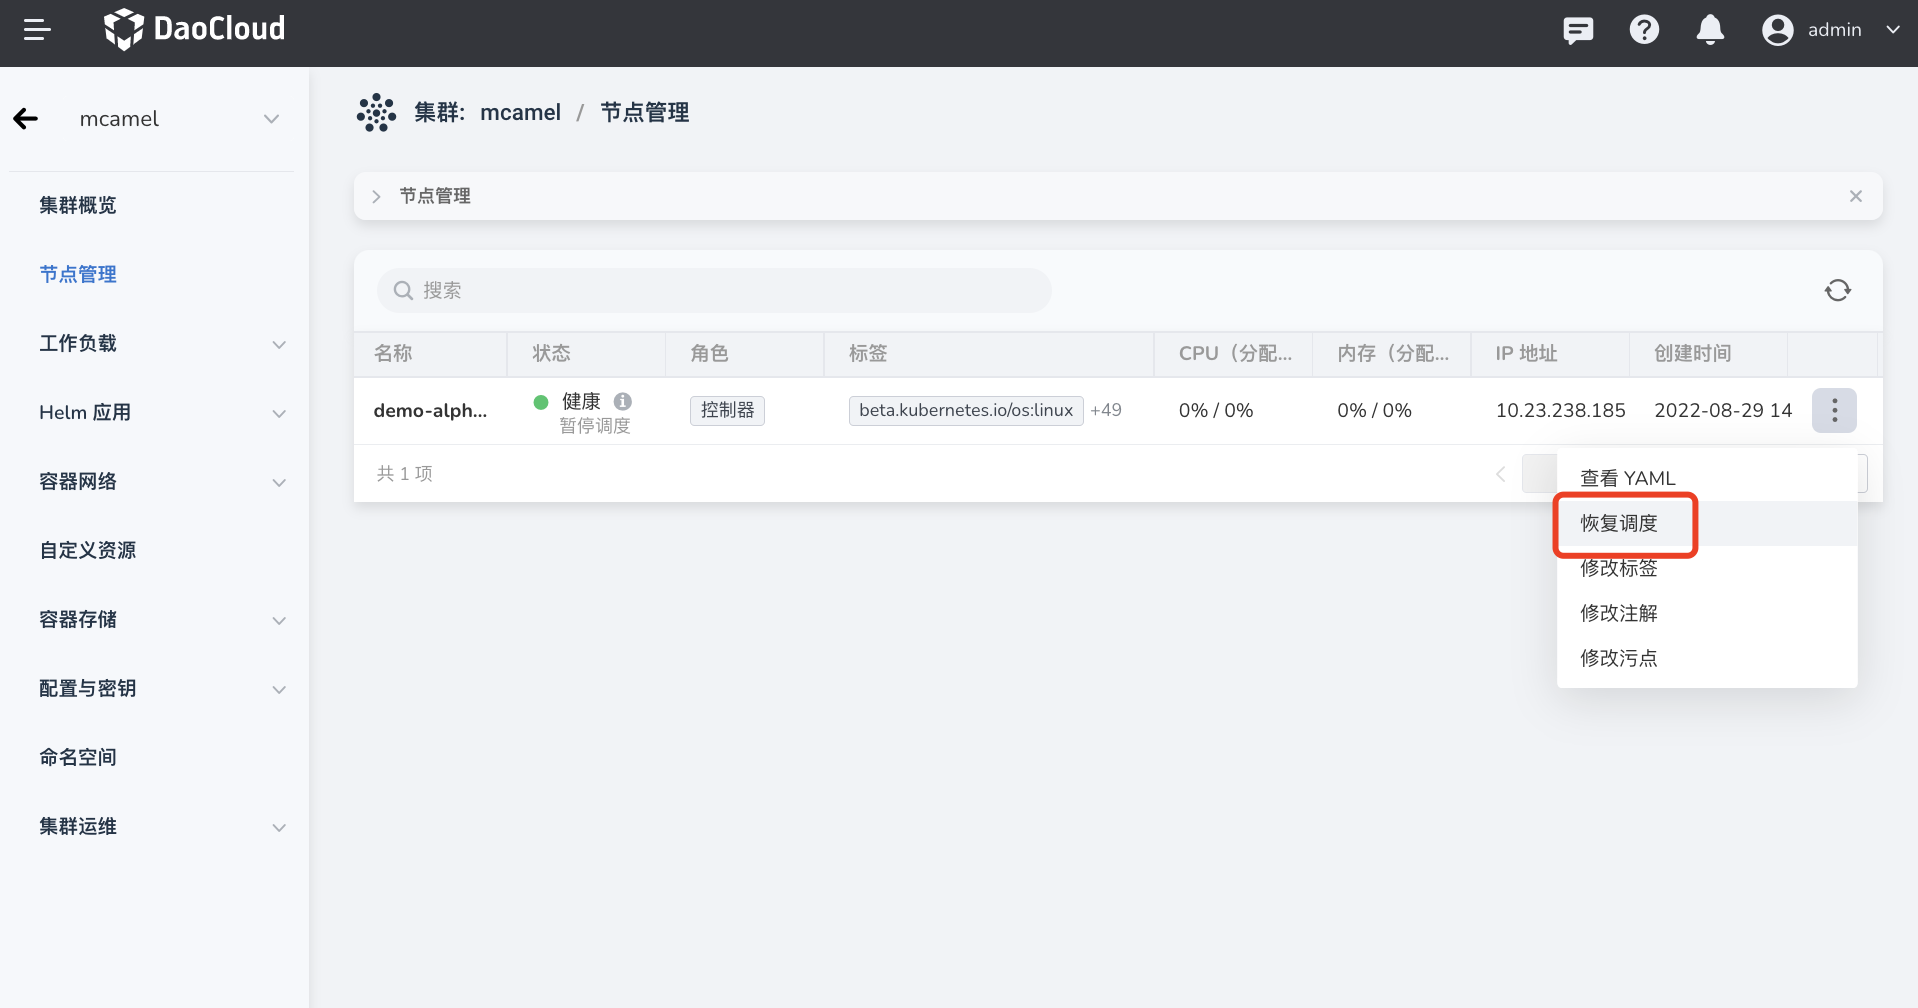 DaoCloud
admin
mcamel
集群概览
节点管理
工作负载
Helm 应用
容器网络
自定义资源
容器存储
配置与密钥
命名空间
集群运维
集群: mcamel / 节点管理
节点管理
搜索
名称 状态 角色 标签 CPU（分配... 内存（分配... IP 地址 创建时间
demo-alph... 健康 控制器 beta.kubernetes.io/os:linux +49 0% / 0% 0% / 0% 10.23.238.185 2022-08-29 14
暂停调度
共 1 项
查看 YAML
恢复调度
修改标签
修改注解
修改污点